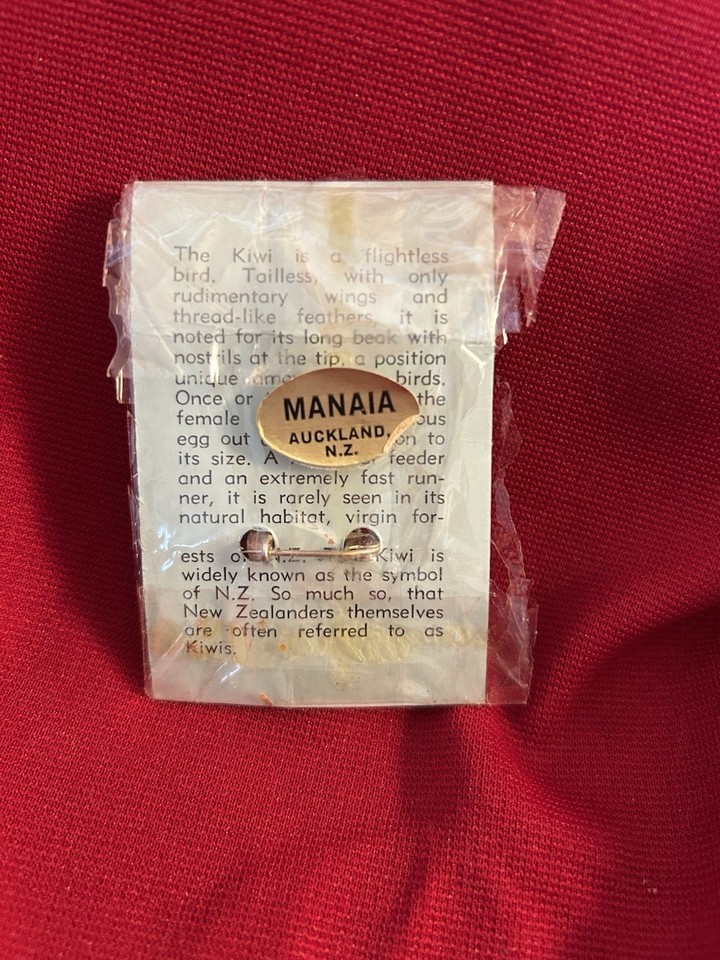 The Kiwi is a flightless
bird. Tailless, with only
rudimentary wings and
thread-like feathers, it is
noted for its long beak with
nostrils at the tip, a position
unique birds.
Once or the
female
egg out to
its size. A feeder
and an extremely fast run-
ner, it is rarely seen in its
natural habitat, virgin for-
ests N.Z. Kiwi is
widely known as the symbol
of N.Z. So much so, that
New Zealanders themselves
are often referred to as
Kiwis.
MANAIA
AUCKLAND,
N.Z.